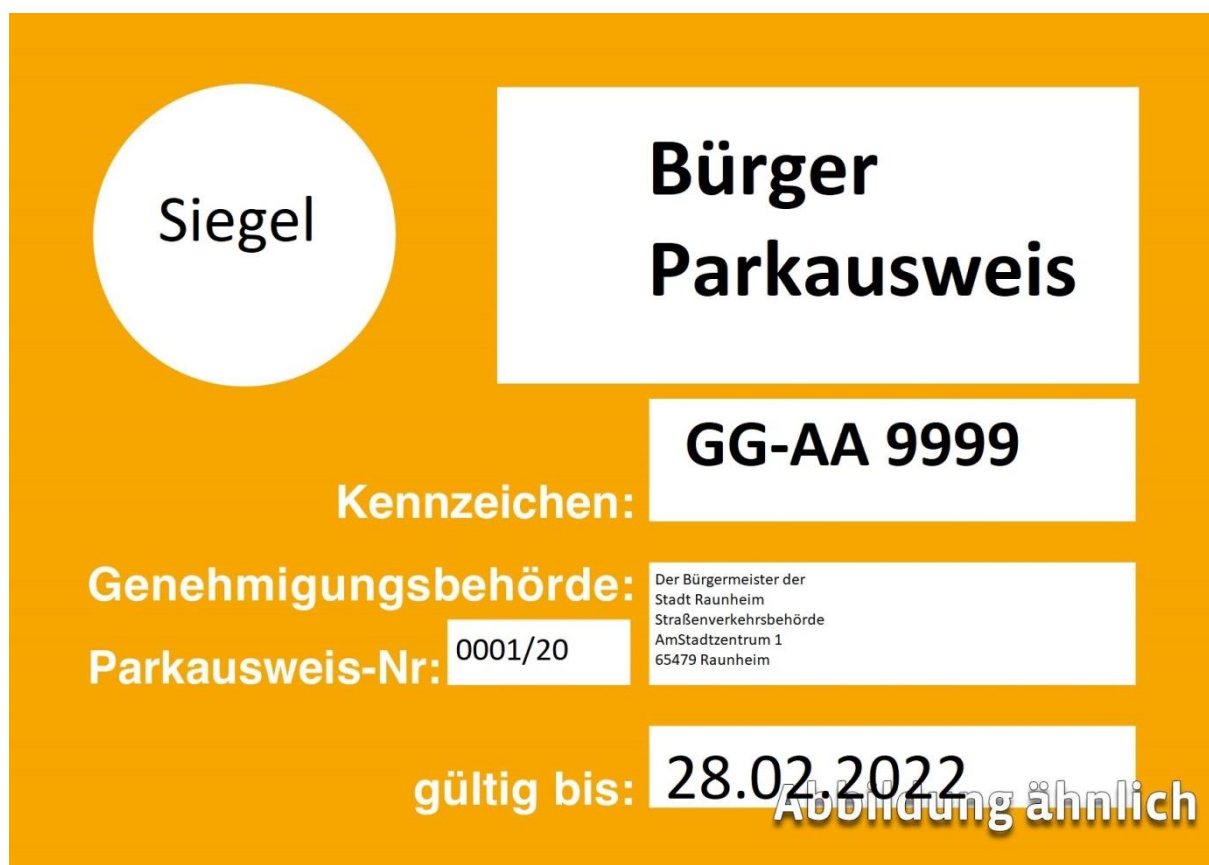 Siegel
Bürger
Parkausweis
GG-AA 9999
Kennzeichen:
Genehmigungsbehörde:
Der Bürgermeister der
Stadt Raunheim
Straßenverkehrsbehörde
AmStadtzentrum 1
65479 Raunheim
Parkausweis-Nr:
0001/20
gültig bis:
28.02.2022
Abbildung ähnlich